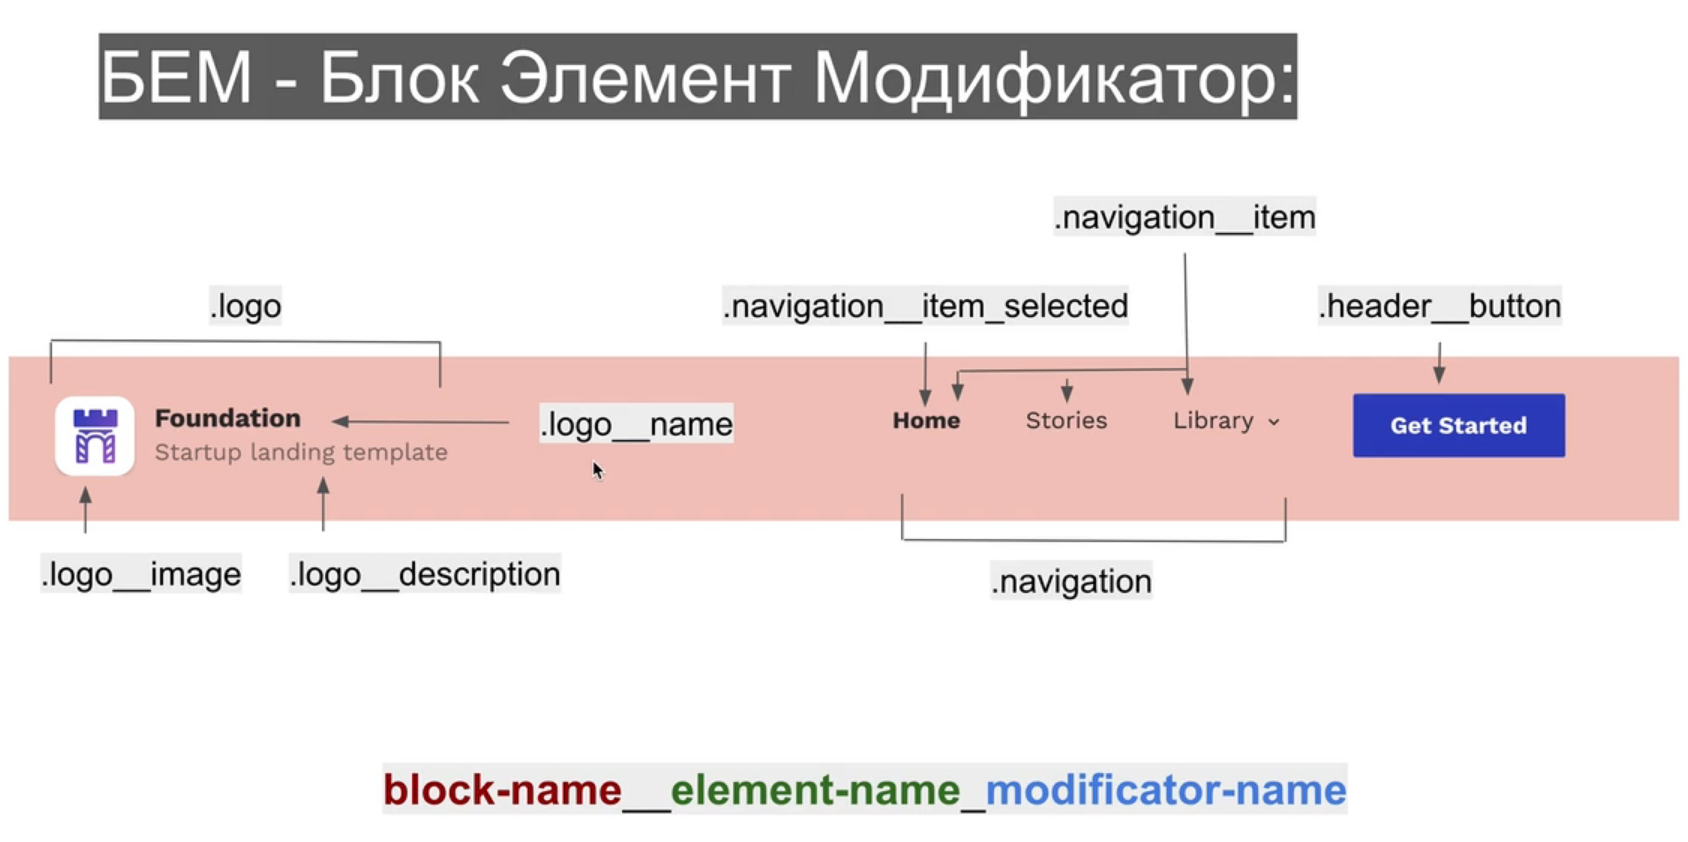 БЕМ - Блок Элемент Модификатор:
.navigation__item
.logo
.navigation__item_selected
.header__button
Foundation
Startup landing template
.logo__name
Home
Stories
Library
Get Started
.logo__image
.logo__description
.navigation
block-name__element-name_modificator-name